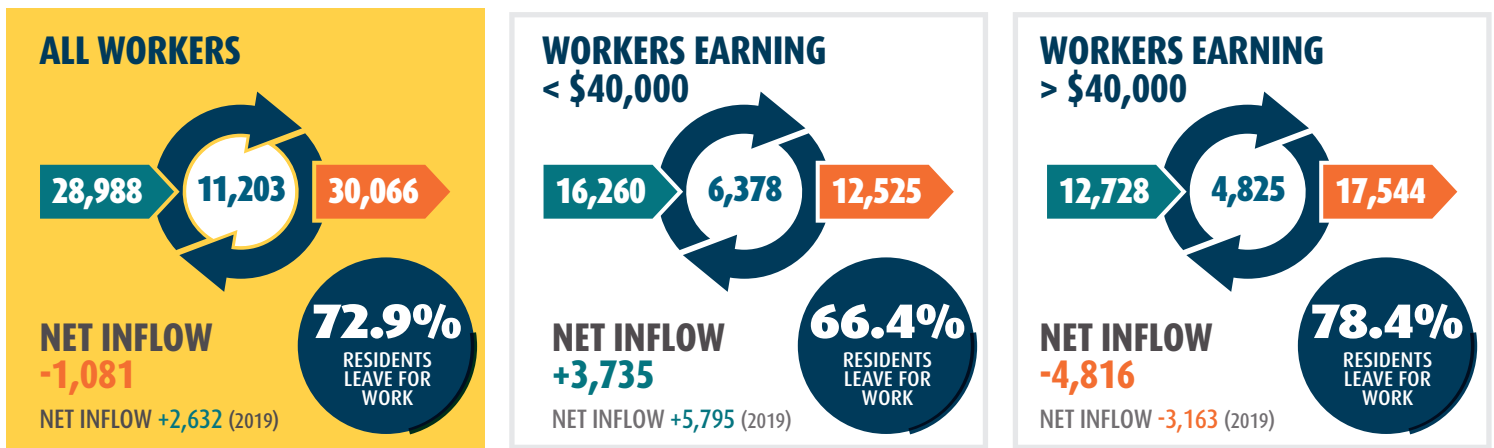 ALL WORKERS
28,988
11,203
30,066
72.9%
RESIDENTS
LEAVE FOR
WORK
NET INFLOW
-1,081
NET INFLOW +2,632 (2019)
WORKERS EARNING
< $40,000
16,260
6,378
12,525
66.4%
RESIDENTS
LEAVE FOR
WORK
NET INFLOW
+3,735
NET INFLOW +5,795 (2019)
WORKERS EARNING
> $40,000
12,728
4,825
17,544
78.4%
RESIDENTS
LEAVE FOR
WORK
NET INFLOW
-4,816
NET INFLOW -3,163 (2019)